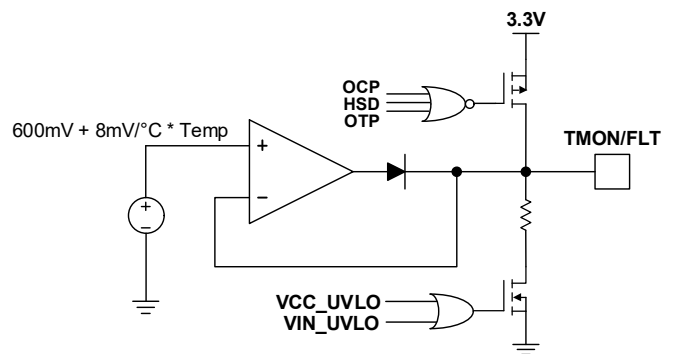 3.3V
OCP
HSD
OTP
TMON/FLT
600mV + 8mV/°C * Temp
+
−
+
−
VCC_UVLO
VIN_UVLO